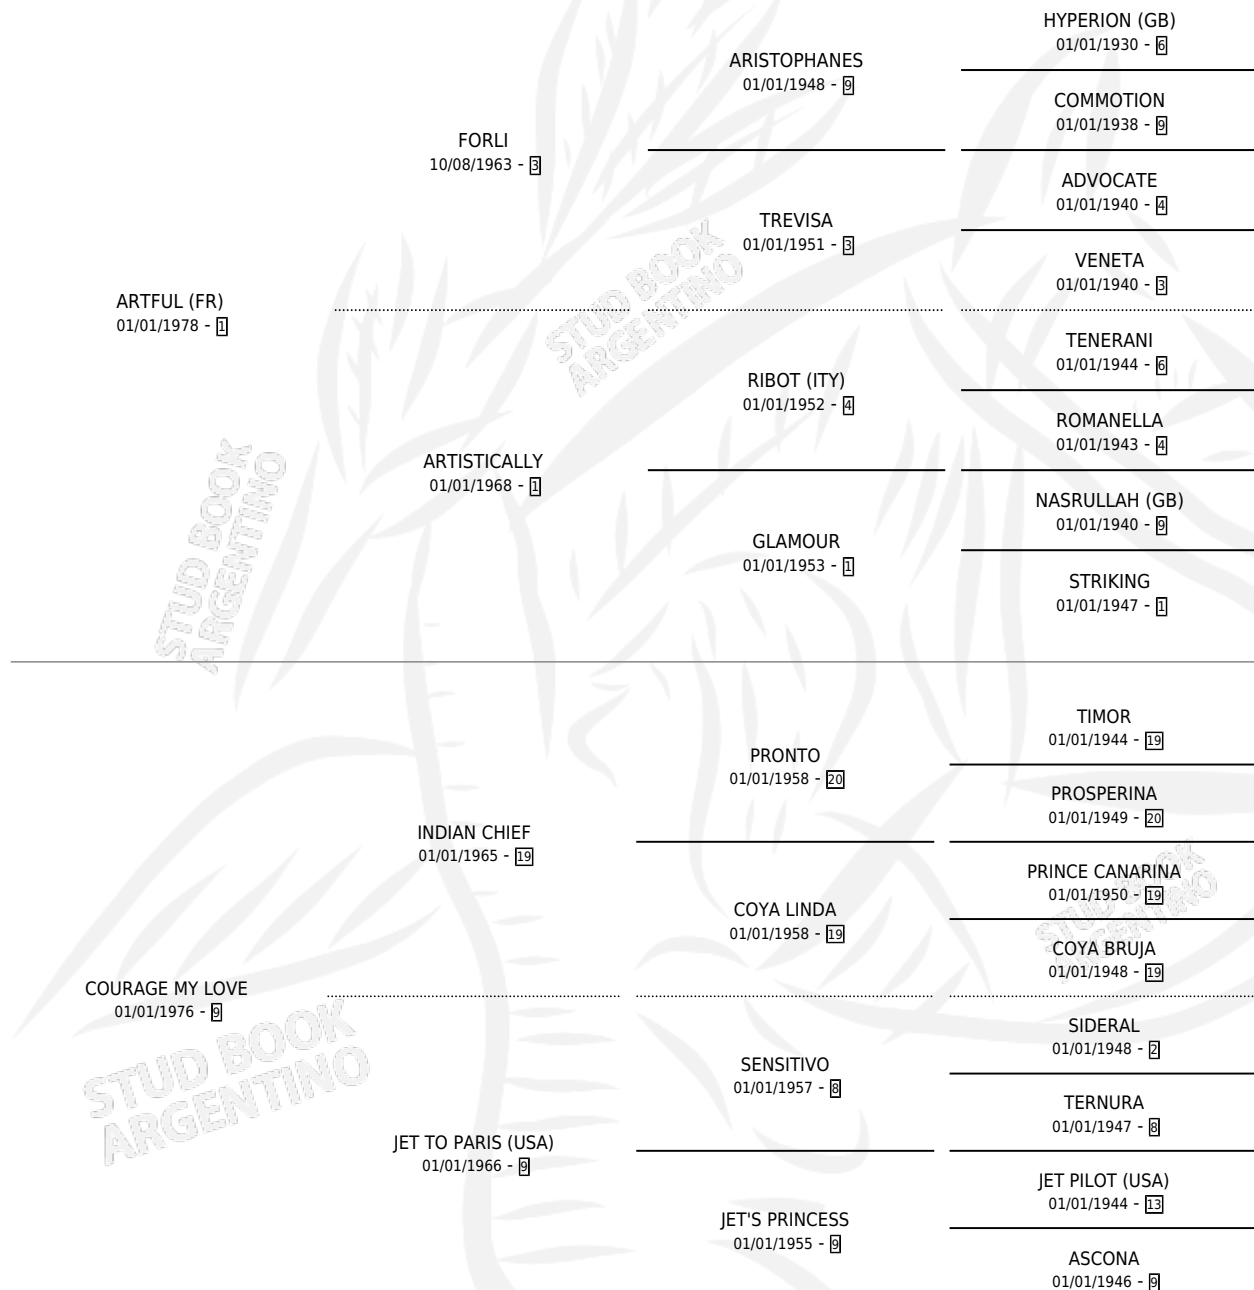 HYPERION (GB)
01/01/1930 - 6
ARISTOPHANES
01/01/1948 - 9
COMMOTION
01/01/1938 - 9
FORLI
10/08/1963 - 3
ADVOCATE
01/01/1940 - 4
TREVISA
01/01/1951 - 3
VENETA
01/01/1940 - 3
ARTFUL (FR)
01/01/1978 - 1
TENERANI
01/01/1944 - 6
RIBOT (ITY)
01/01/1952 - 4
ROMANELLA
01/01/1943 - 4
ARTISTICALLY
01/01/1968 - 1
NASRULLAH (GB)
01/01/1940 - 9
GLAMOUR
01/01/1953 - 1
STRIKING
01/01/1947 - 1
TIMOR
01/01/1944 - 19
PRONTO
01/01/1958 - 20
PROSPERINA
01/01/1949 - 20
INDIAN CHIEF
01/01/1965 - 19
PRINCE CANARINA
01/01/1950 - 19
COYA LINDA
01/01/1958 - 19
COYA BRUJA
01/01/1948 - 19
COURAGE MY LOVE
01/01/1976 - 9
SIDERAL
01/01/1948 - 2
SENSITIVO
01/01/1957 - 8
TERNURA
01/01/1947 - 8
JET TO PARIS (USA)
01/01/1966 - 9
JET PILOT (USA)
01/01/1944 - 13
JET'S PRINCESS
01/01/1955 - 9
ASCONA
01/01/1946 - 9
STUD BOOK
ARGENTINO
STUD BOOK
ARGENTINO
STUD BOOK
ARGENTINO
STUD BOOK
ARGENTINO